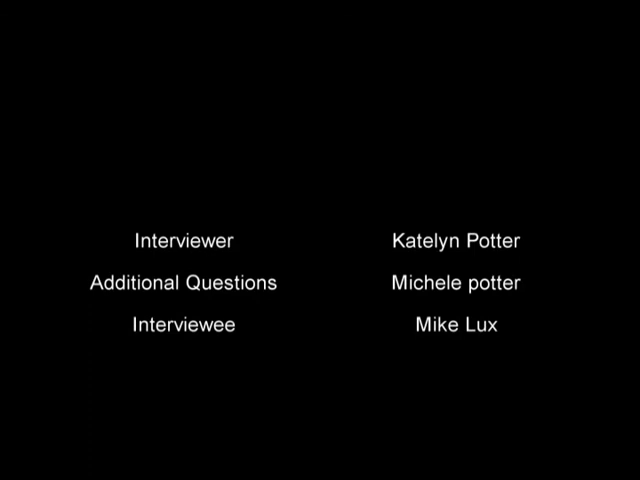 Interviewer Katelyn Potter
Additional Questions Michele potter
Interviewee Mike Lux